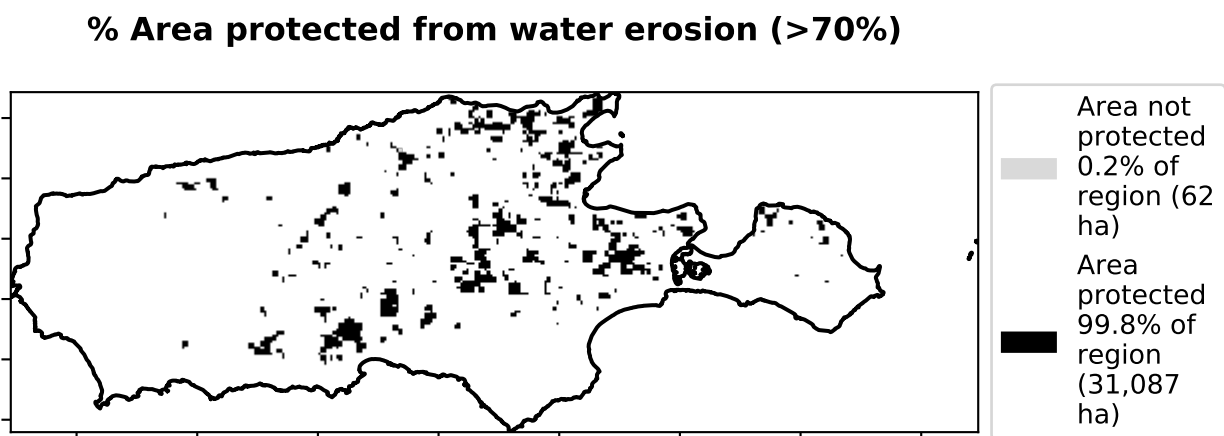 % Area protected from water erosion (>70%)
Area not
protected
0.2% of
region (62
ha)
Area
protected
99.8% of
region
(31,087
ha)